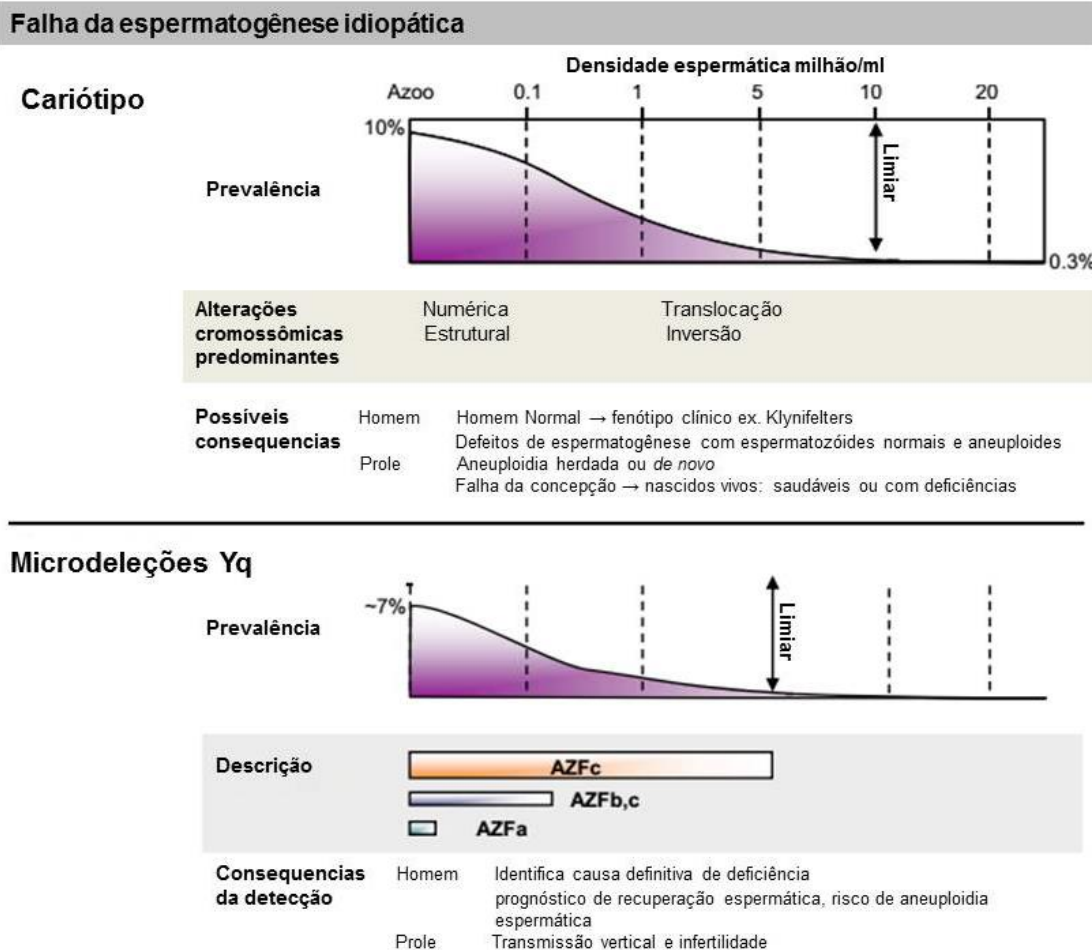 Falha da espermatogênese idiopática
Densidade espermática milhão/ml
Cariótipo
Azoo 0.1 1 5 10 20
10%
Limiar
Prevalência
0.3%
Alterações cromossômicas predominantes
Numérica Translocação
Estrutural Inversão
Possíveis consequencias
Homem Homem Normal → fenótipo clínico ex. Klynifelters
Defeitos de espermatogênese com espermatozóides normais e aneuploides
Prole Aneuploidia herdada ou de novo
Falha da concepção → nascidos vivos: saudáveis ou com deficiências
Microdeleções Yq
~7%
Limiar
Prevalência
Descrição
AZFc
AZFb,c
AZFa
Consequencias da detecção
Homem Identifica causa definitiva de deficiência
prognóstico de recuperação espermática, risco de aneuploidia
espermática
Prole Transmissão vertical e infertilidade